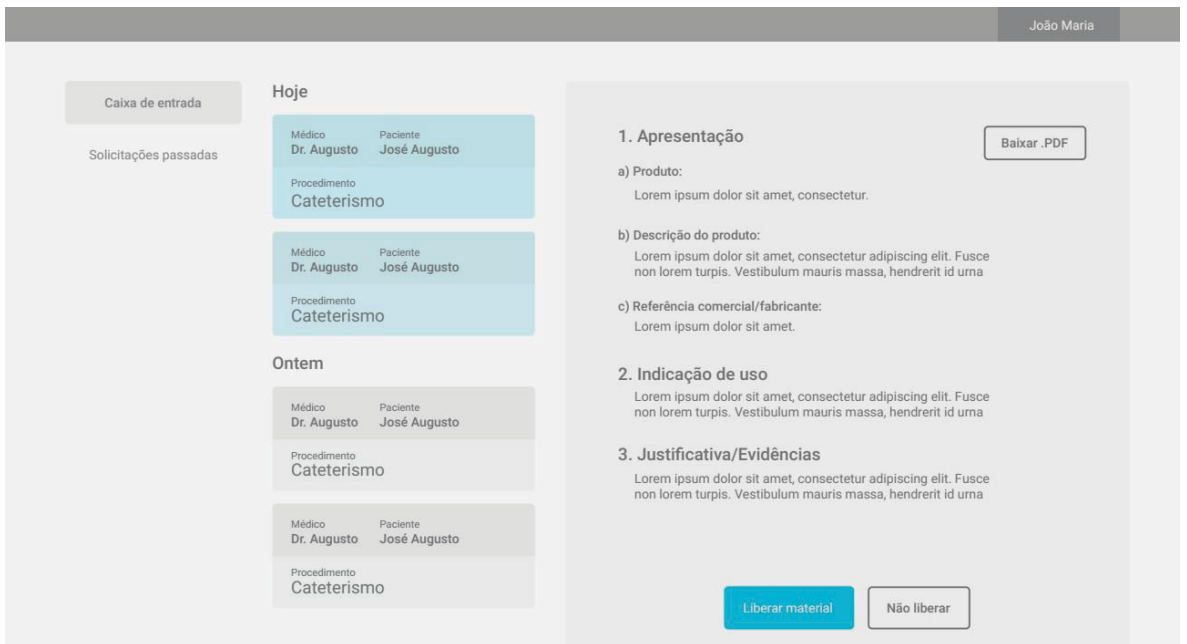 João Maria
Caixa de entrada
Solicitações passadas
Hoje
Médico Paciente
Dr. Augusto José Augusto
Procedimento
Cateterismo
Médico Paciente
Dr. Augusto José Augusto
Procedimento
Cateterismo
Ontem
Médico Paciente
Dr. Augusto José Augusto
Procedimento
Cateterismo
Médico Paciente
Dr. Augusto José Augusto
Procedimento
Cateterismo
1. Apresentação
Baixar .PDF
a) Produto:
Lorem ipsum dolor sit amet, consectetur.
b) Descrição do produto:
Lorem ipsum dolor sit amet, consectetur adipiscing elit. Fusce
non lorem turpis. Vestibulum mauris massa, hendrerit id urna
c) Referência comercial/fabricante:
Lorem ipsum dolor sit amet.
2. Indicação de uso
Lorem ipsum dolor sit amet, consectetur adipiscing elit. Fusce
non lorem turpis. Vestibulum mauris massa, hendrerit id urna
3. Justificativa/Evidências
Lorem ipsum dolor sit amet, consectetur adipiscing elit. Fusce
non lorem turpis. Vestibulum mauris massa, hendrerit id urna
Liberar material
Não liberar